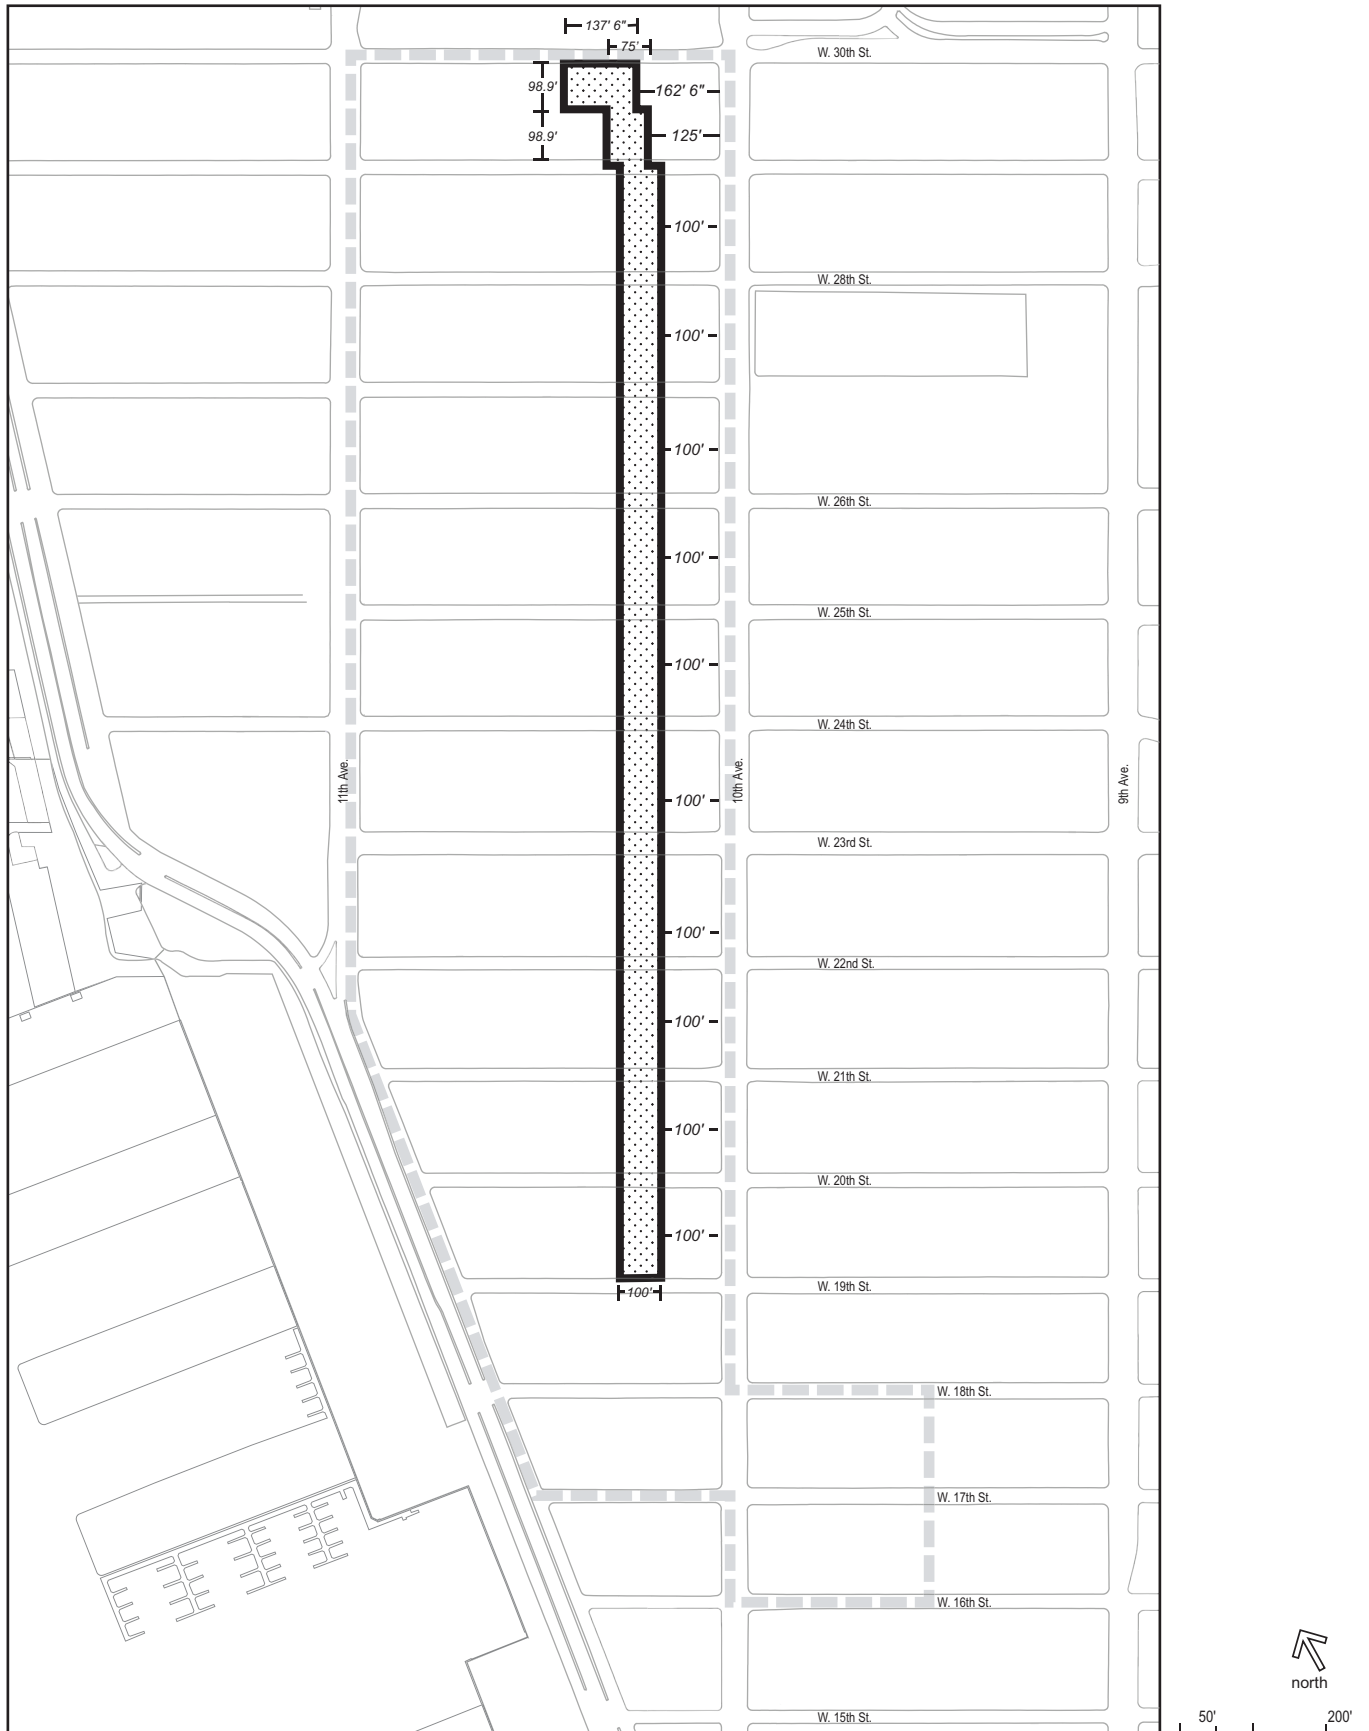 137' 6"
75'
W. 30th St.
98.9'
162' 6"
98.9'
125'
100'
W. 28th St.
100'
100'
W. 26th St.
100'
W. 25th St.
100'
W. 24th St.
11th Ave.
10th Ave.
9th Ave.
100'
W. 23rd St.
100'
W. 22nd St.
100'
W. 21th St.
100'
W. 20th St.
100'
W. 19th St.
100'
W. 18th St.
W. 17th St.
W. 16th St.
north
W. 15th St.
50'
200'